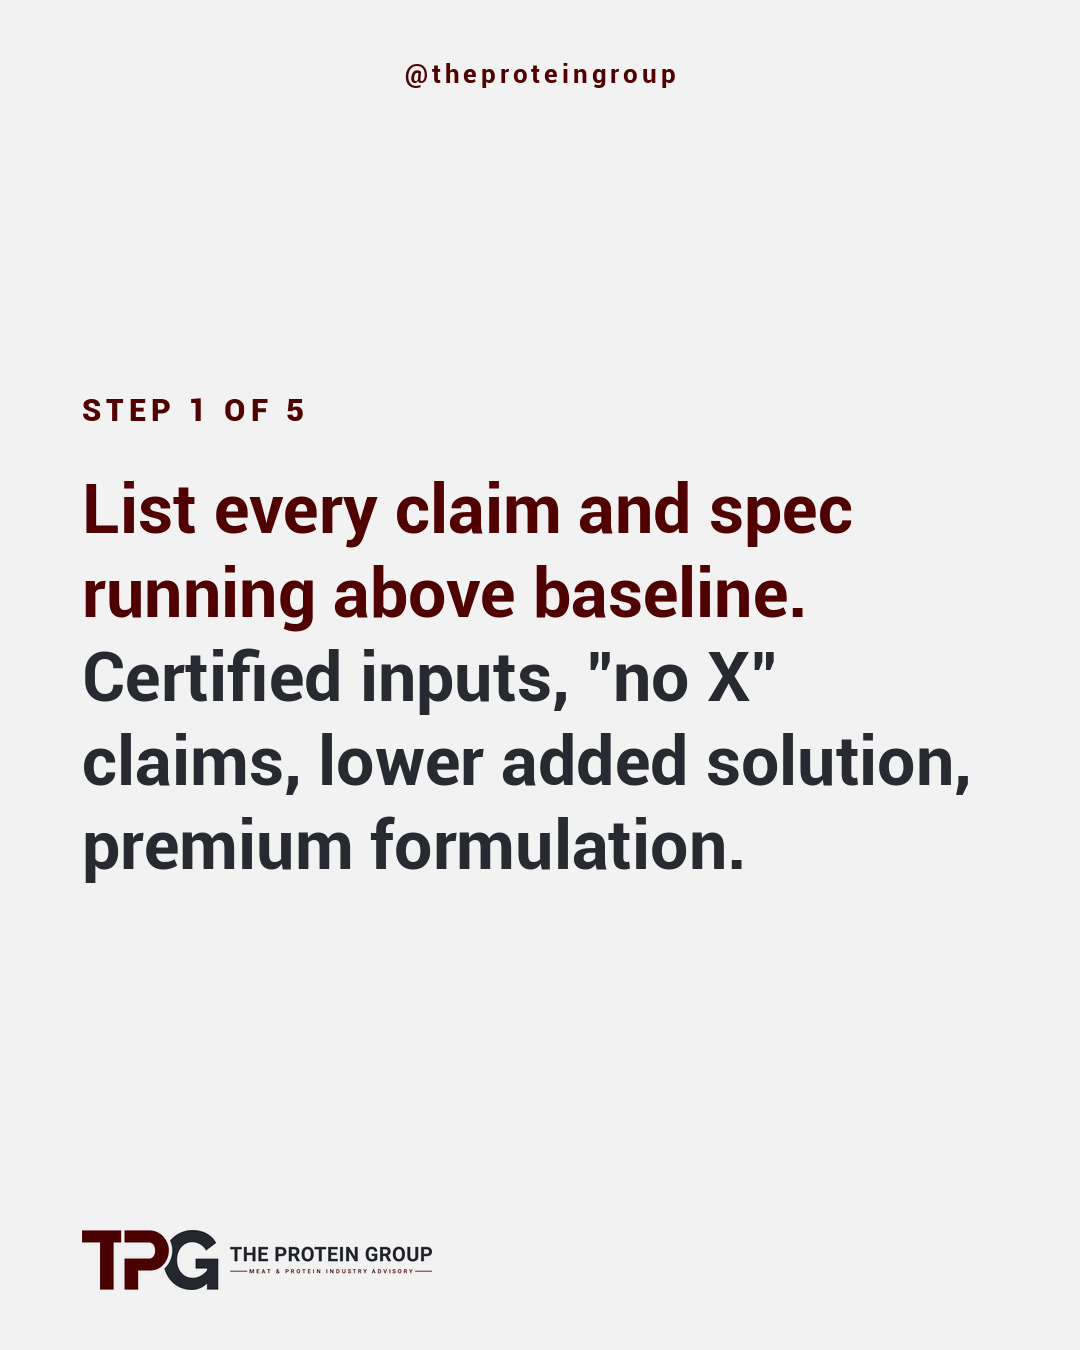 @theproteingroup
STEP 1 OF 5
List every claim and spec
running above baseline.
Certified inputs, "no X"
claims, lower added solution,
premium formulation.
TPG
THE PROTEIN GROUP
MEAT & PROTEIN INDUSTRY ADVISORY